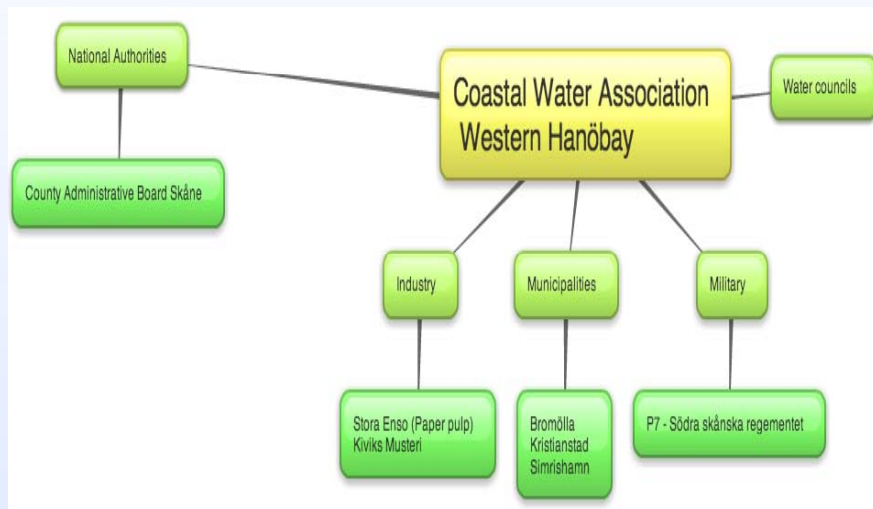 National Authorities
Coastal Water Association
Western Hanöbay
Water councils
County Administrative Board Skåne
Industry
Municipalities
Military
Stora Enso (Paper pulp)
Kiviks Musteri
Bromölla
Kristianstad
Simrishamn
P7 - Södra skånska regementet